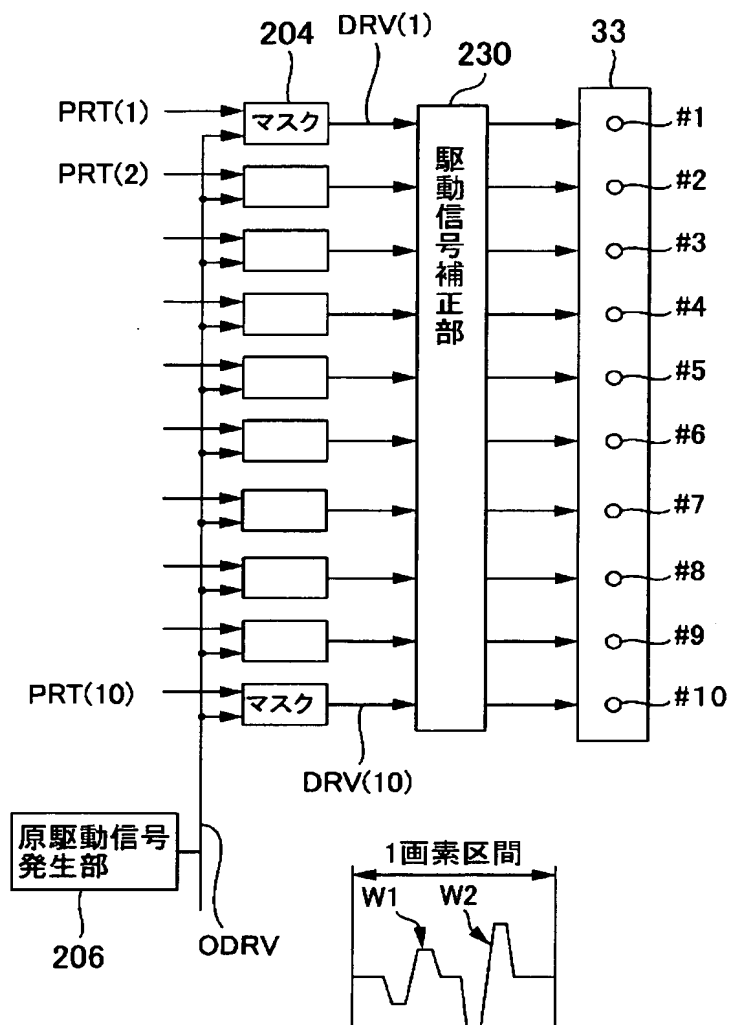 204
DRV(1)
230
33
PRT(1)
マスク
#1
PRT(2)
#2
駆動信号補正部
#3
#4
#5
#6
#7
#8
#9
PRT(10)
マスク
#10
DRV(10)
原駆動信号
発生部
206
ODRV
1画素区間
W1
W2